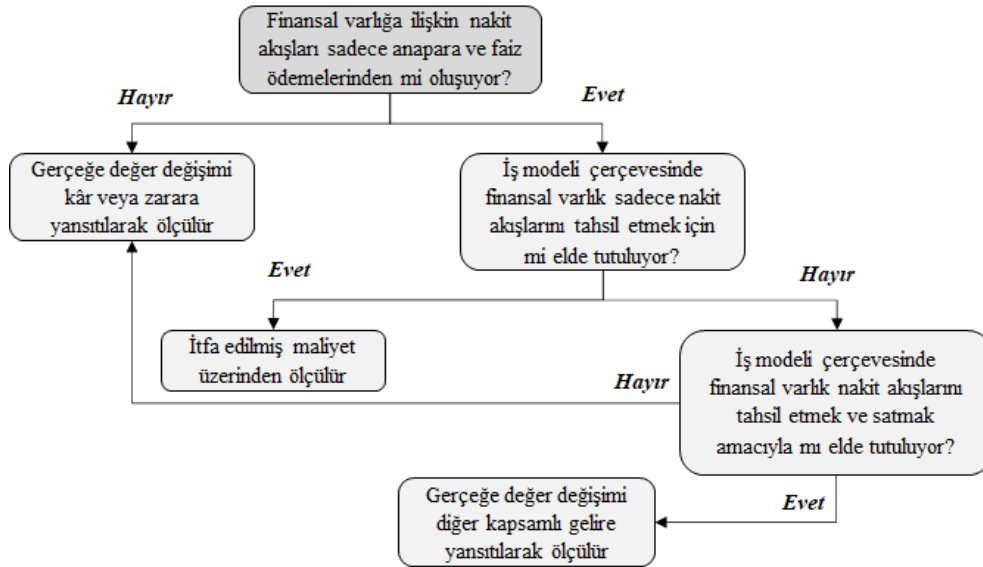 Finansal varlığa ilişkin nakit
akışları sadece anapara ve faiz
ödemelerinden mi oluşuyor?
Hayır
Evet
Gerçeğe değer değişimi
kâr veya zarara
yansıtılarak ölçülür
İş modeli çerçevesinde
finansal varlık sadece nakit
akışlarını tahsil etmek için
mi elde tutuluyor?
Evet
Hayır
İtfa edilmiş maliyet
üzerinden ölçülür
İş modeli çerçevesinde
finansal varlık nakit akışlarını
tahsil etmek ve satmak
amacıyla mı elde tutuluyor?
Hayır
Gerçeğe değer değişimi
diğer kapsamlı gelire
yansıtılarak ölçülür
Evet